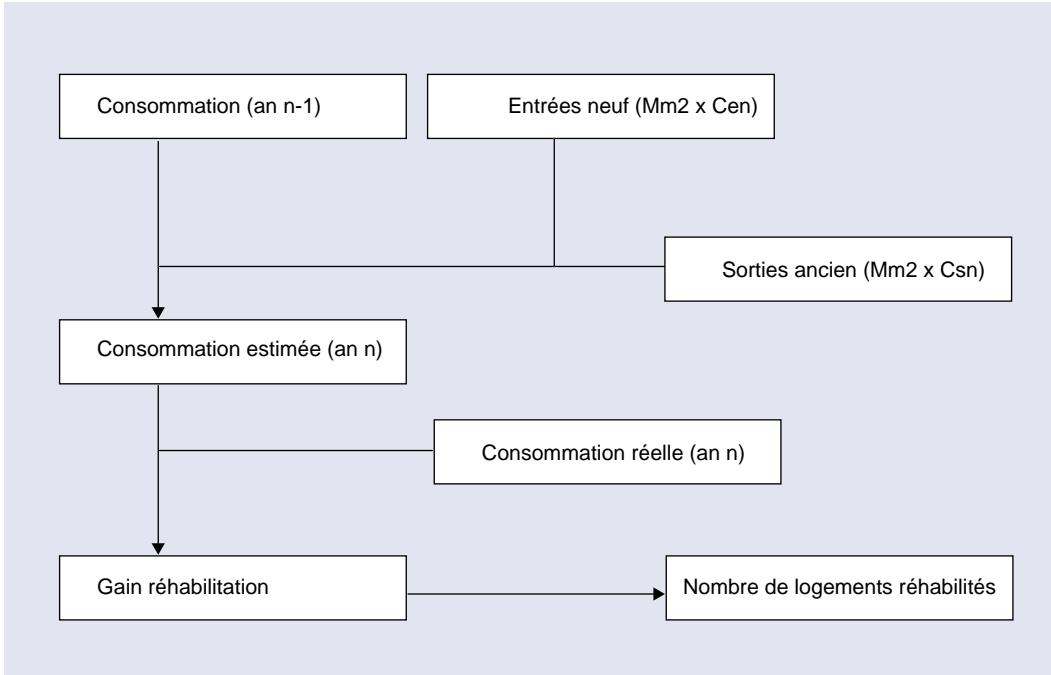 Consommation (an n-1)
Entrées neuf (Mm2 x Cen)
Sorties ancien (Mm2 x Csn)
Consommation estimée (an n)
Consommation réelle (an n)
Gain réhabilitation
Nombre de logements réhabilités